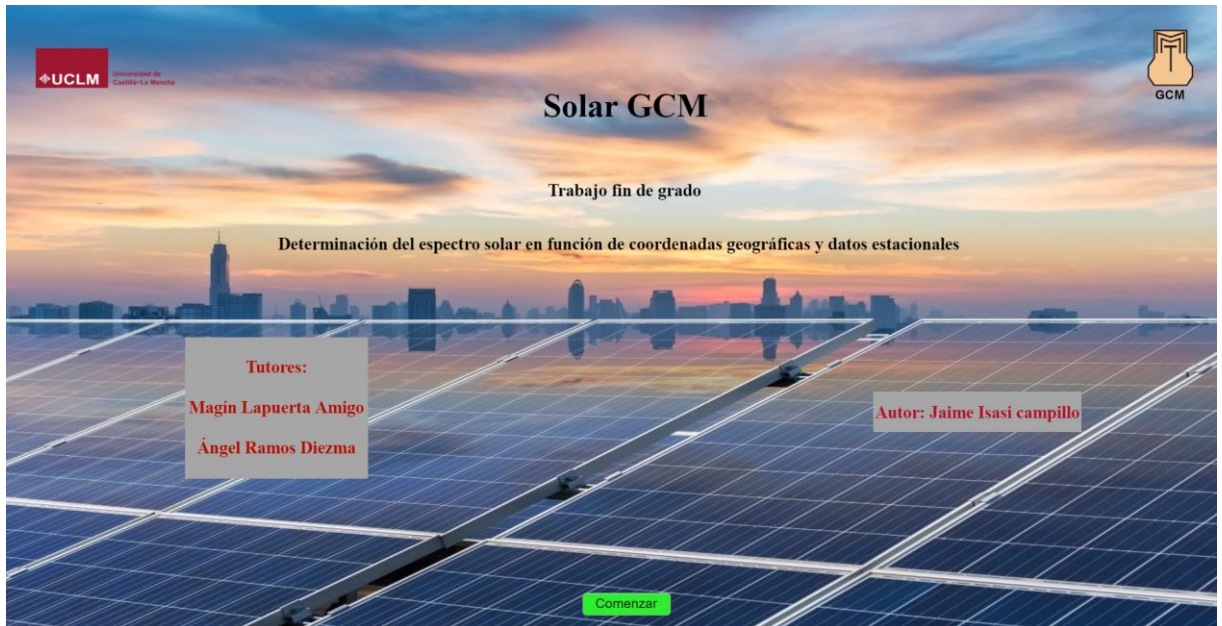 UCLM
Universidad de
Castilla-La Mancha
GCM
Solar GCM
Trabajo fin de grado
Determinación del espectro solar en función de coordenadas geográficas y datos estacionales
Tutores:
Magín Lapuerta Amigo
Ángel Ramos Diezma
Autor: Jaime Isasi campillo
Comenzar